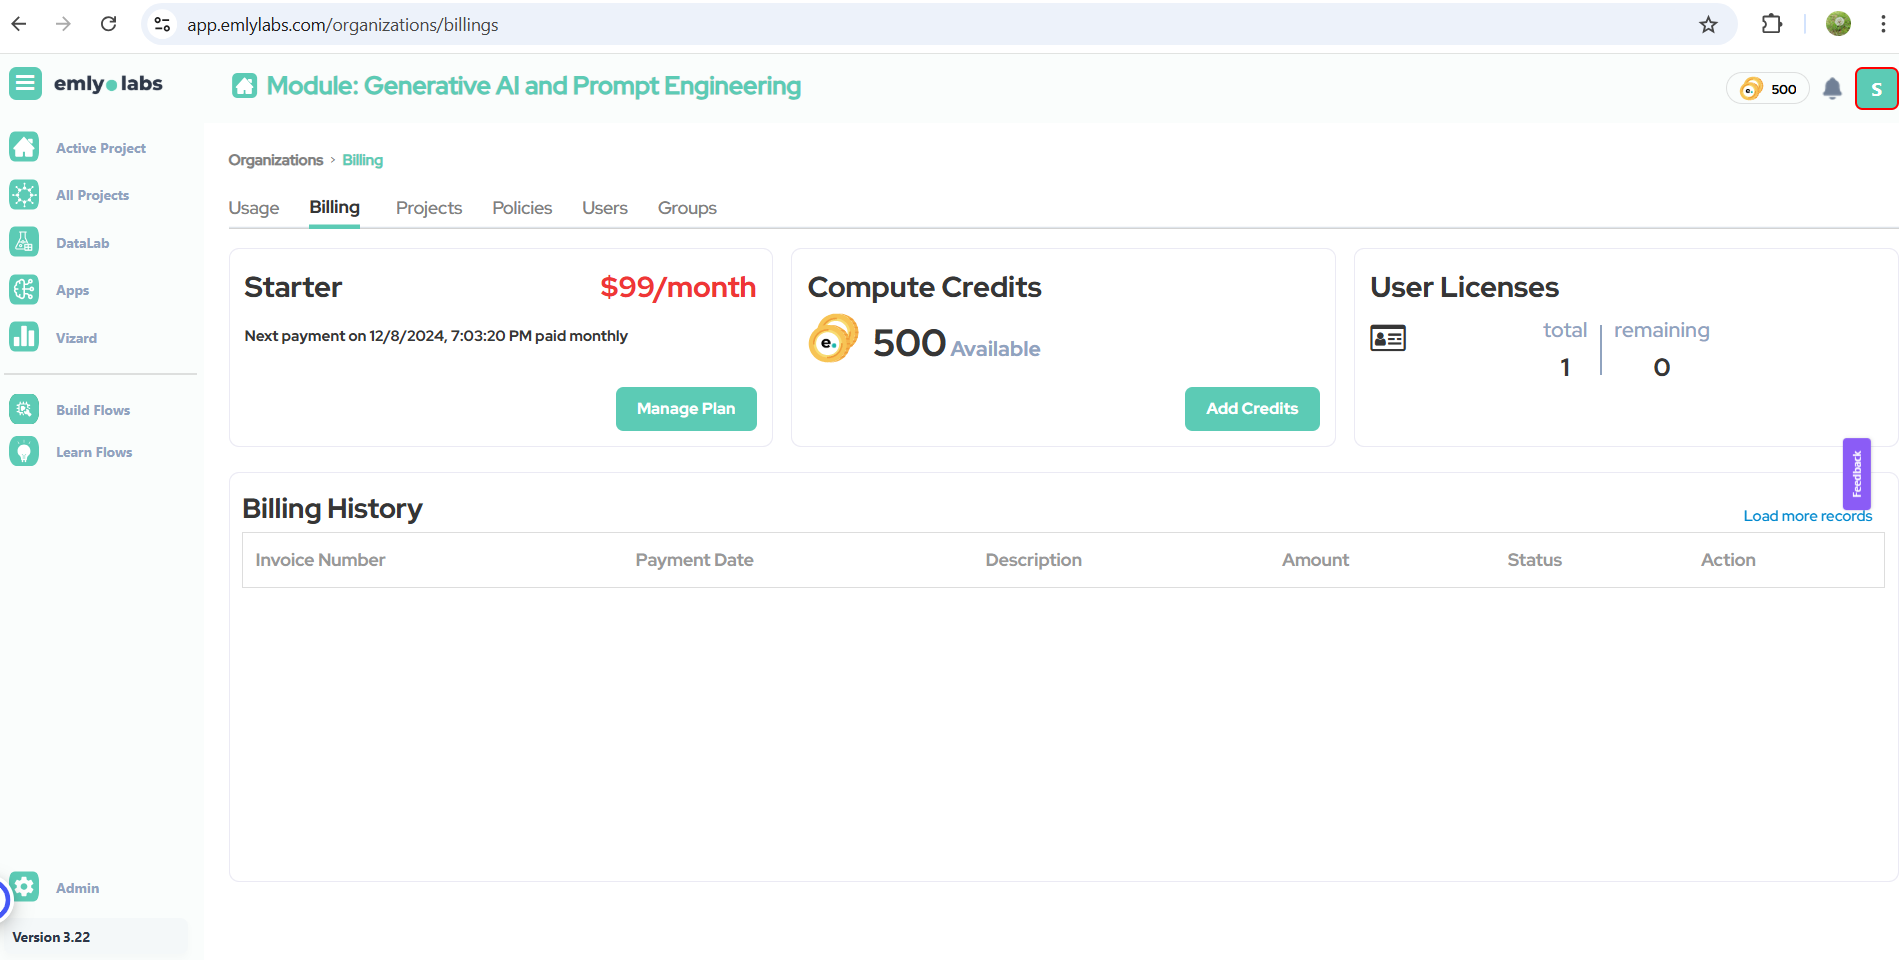 app.emlylabs.com/organizations/billings
emly labs
Module: Generative AI and Prompt Engineering
e. 500
S
Active Project
All Projects
DataLab
Apps
Vizard
Build Flows
Learn Flows
Admin
Version 3.22
Organizations › Billing
Usage Billing Projects Policies Users Groups
Starter $99/month
Next payment on 12/8/2024, 7:03:20 PM paid monthly
Manage Plan
Compute Credits
e. 500 Available
Add Credits
User Licenses
total remaining
1 0
Feedback
Billing History
Load more records
Invoice Number Payment Date Description Amount Status Action